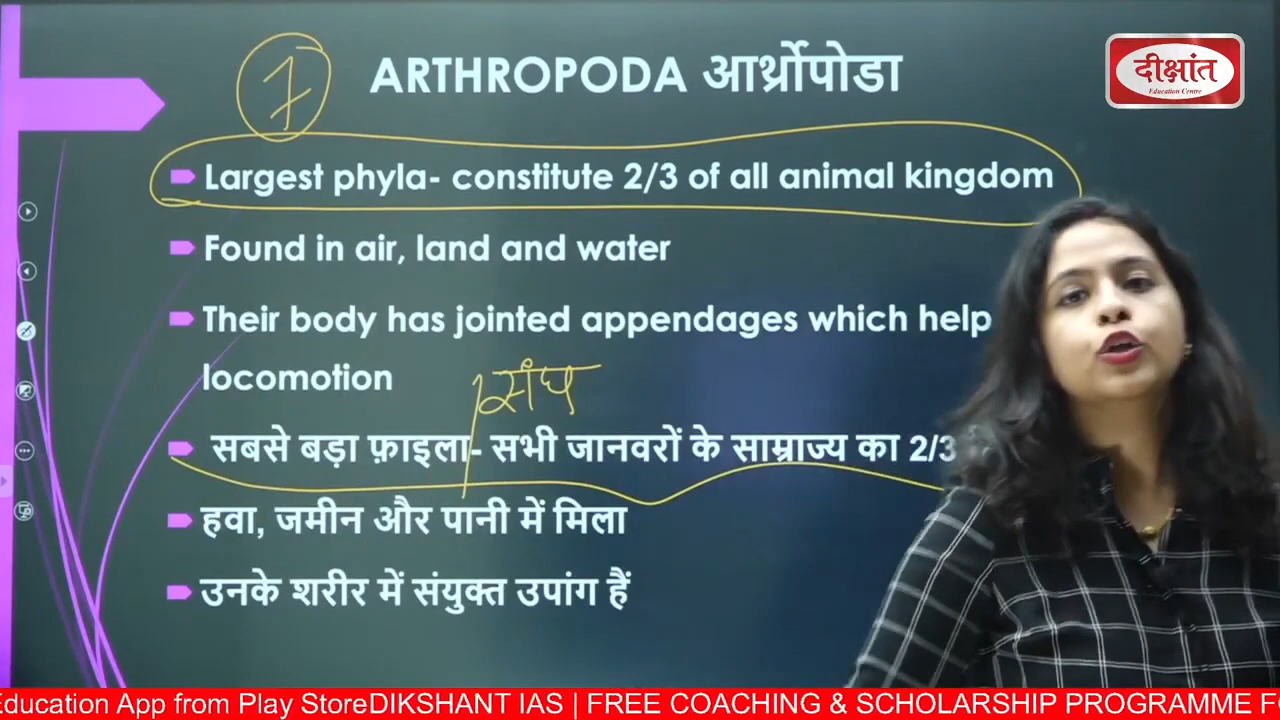 7
ARTHROPODA आर्थ्रोपोडा
दीक्षांत
Education Centre
Largest phyla- constitute 2/3 of all animal kingdom
Found in air, land and water
Their body has jointed appendages which help
locomotion
संघ
सबसे बड़ा फ़ाइला- सभी जानवरों के साम्राज्य का 2/3
हवा, जमीन और पानी में मिला
उनके शरीर में संयुक्त उपांग हैं
Education App from Play StoreDIKSHANT IAS | FREE COACHING & SCHOLARSHIP PROGRAMME